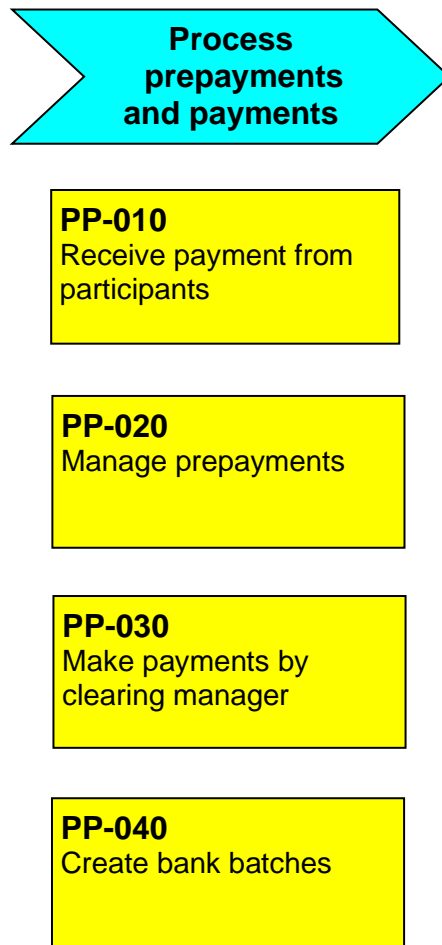 Process
prepayments
and payments
PP-010
Receive payment from
participants
PP-020
Manage prepayments
PP-030
Make payments by
clearing manager
PP-040
Create bank batches